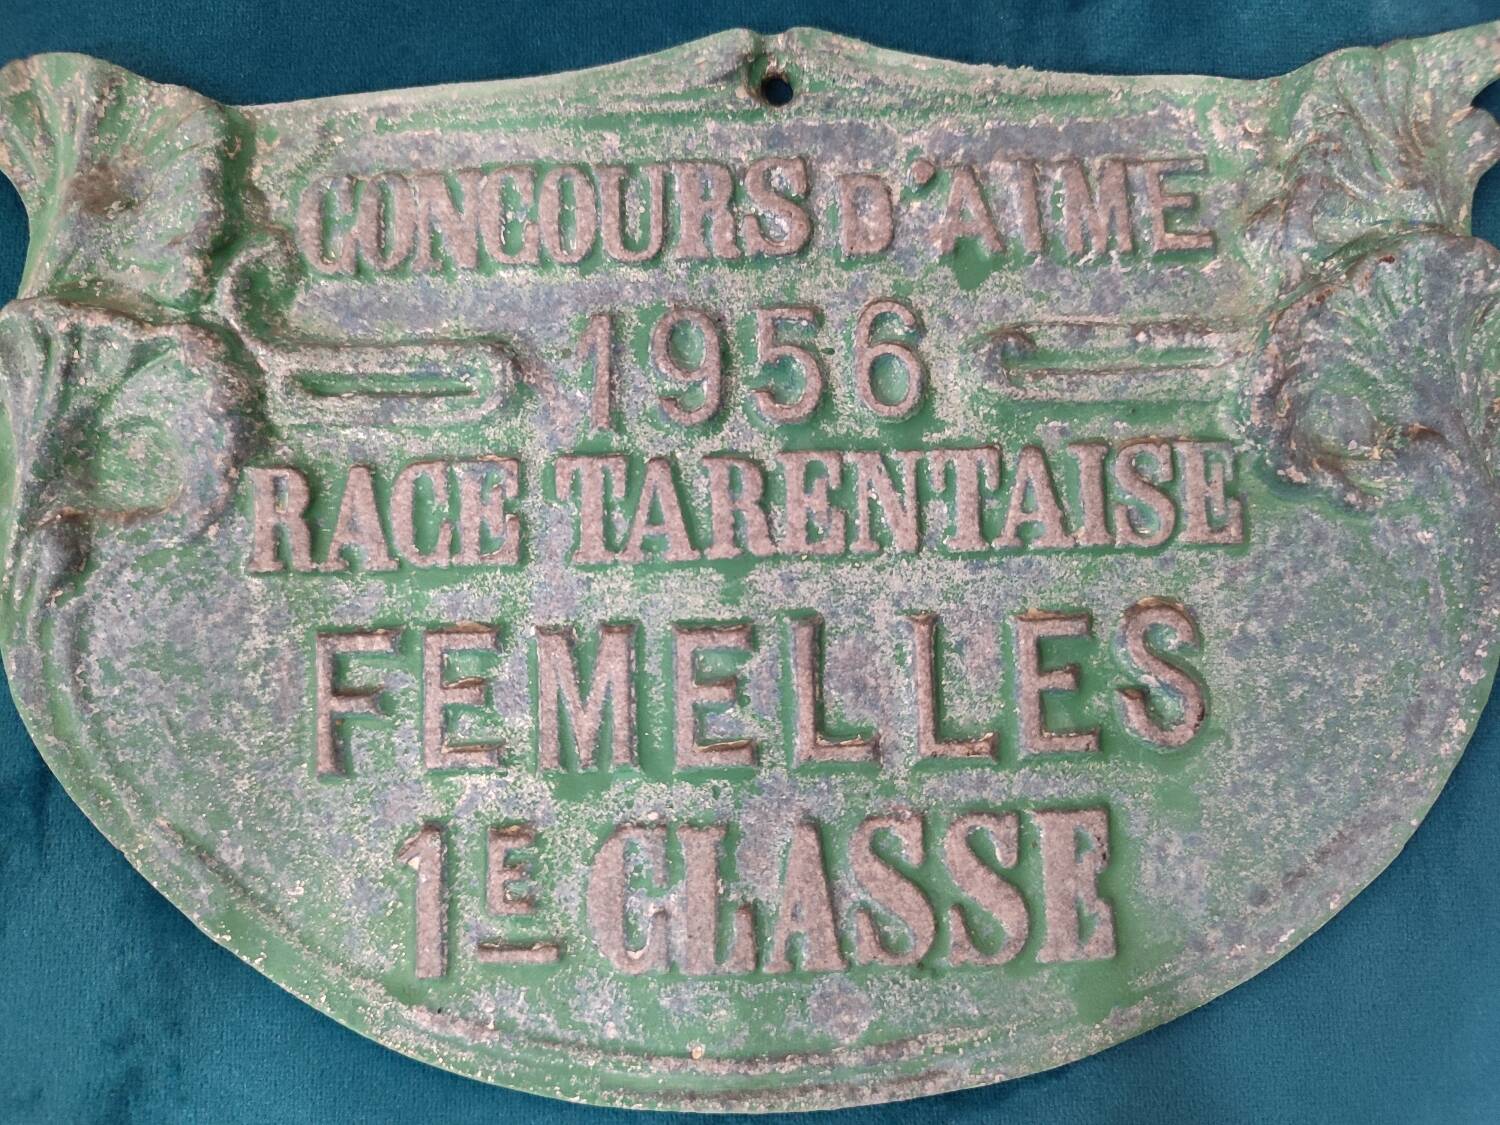 CONCOURS D'AIME
1956
RACE TARENTAISE
FEMELLES
1E CLASSE